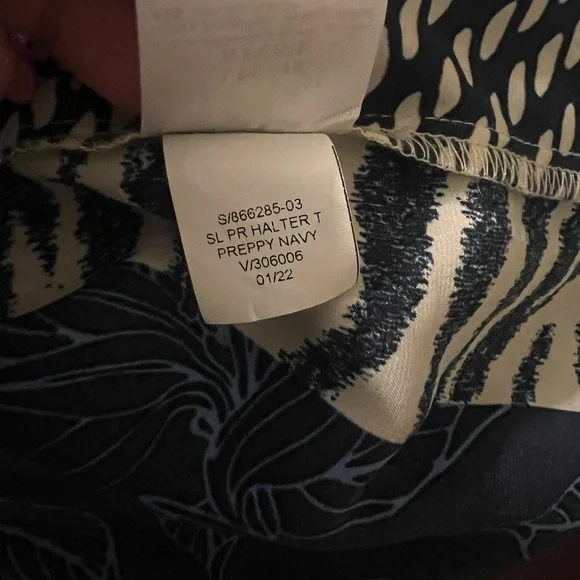 S/866285-03
SL PR HALTER T
PREPPY NAVY
V/306006
01/22